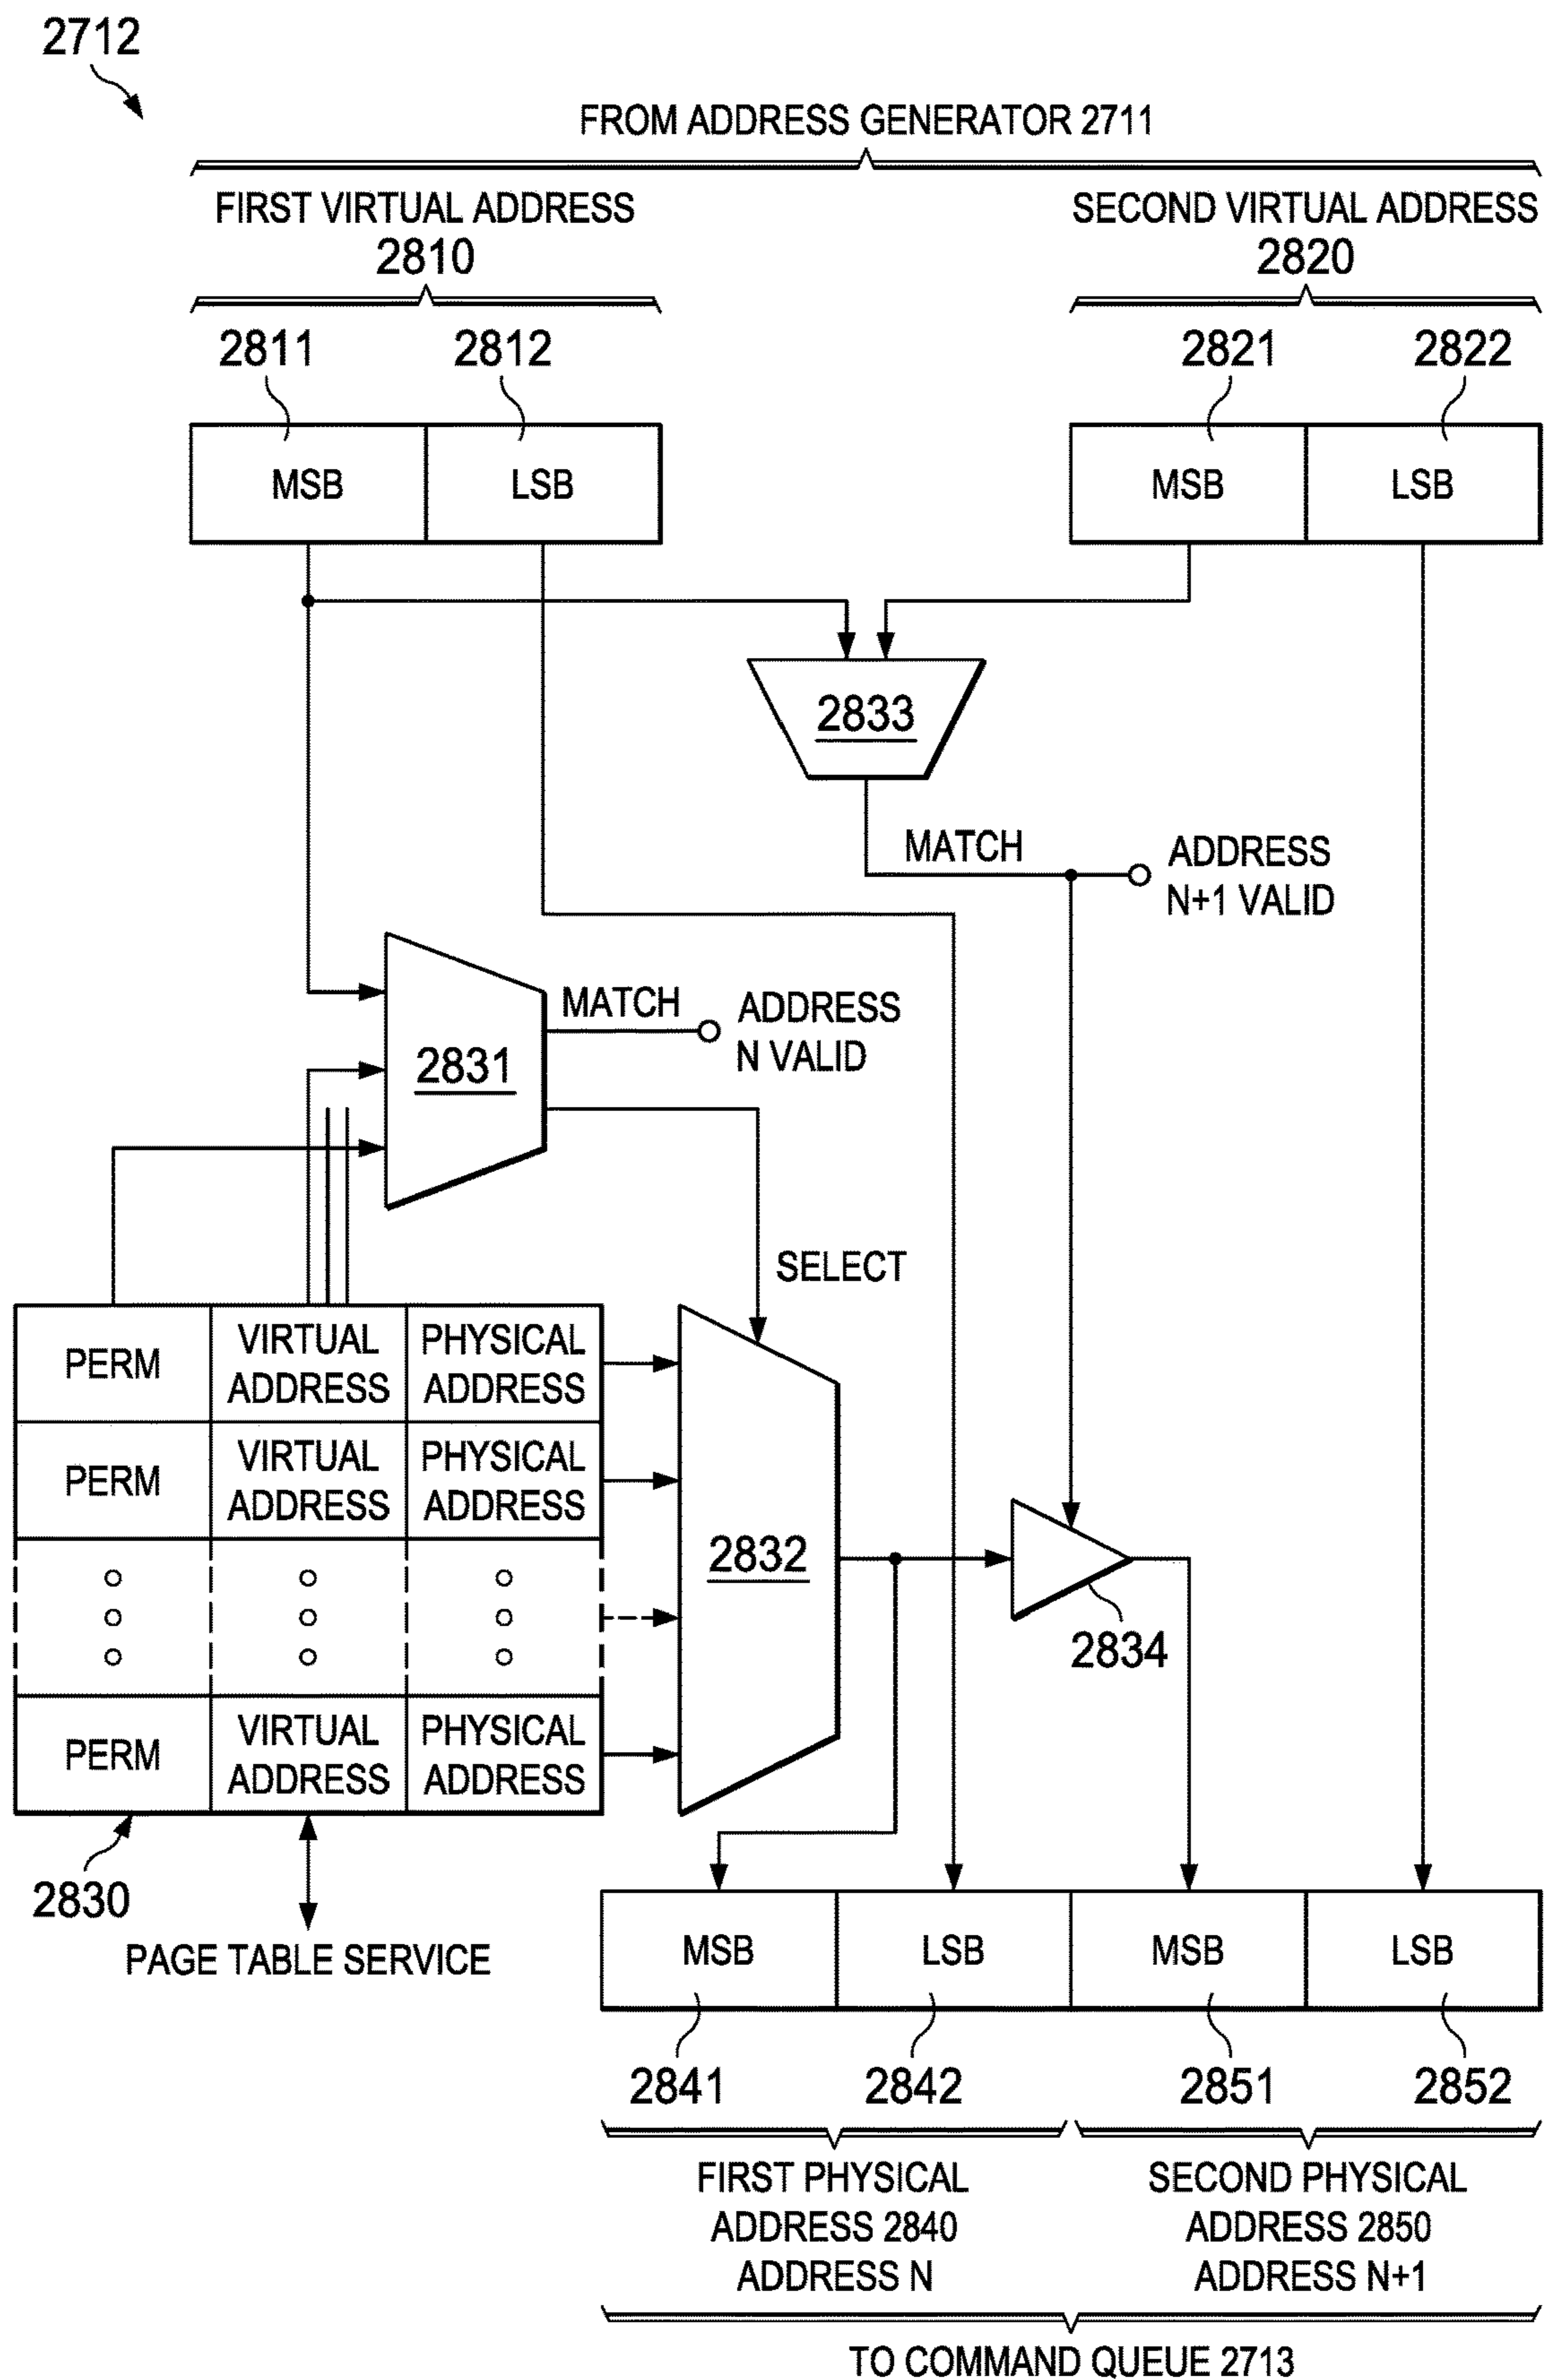 2712
FROM ADDRESS GENERATOR 2711
FIRST VIRTUAL ADDRESS
2810
SECOND VIRTUAL ADDRESS
2820
2811
2812
2821
2822
MSB
LSB
MSB
LSB
2833
MATCH
ADDRESS
N+1 VALID
MATCH
ADDRESS
N VALID
2831
SELECT
PERM
VIRTUAL
ADDRESS
PHYSICAL
ADDRESS
PERM
VIRTUAL
ADDRESS
PHYSICAL
ADDRESS
2832
2834
PERM
VIRTUAL
ADDRESS
PHYSICAL
ADDRESS
2830
PAGE TABLE SERVICE
MSB
LSB
MSB
LSB
2841
2842
2851
2852
FIRST PHYSICAL
ADDRESS 2840
ADDRESS N
SECOND PHYSICAL
ADDRESS 2850
ADDRESS N+1
TO COMMAND QUEUE 2713